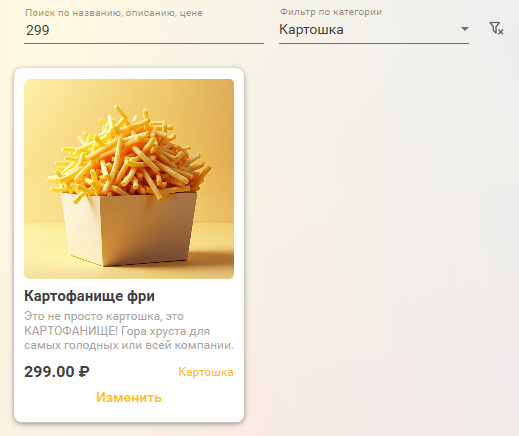 Поиск по названию, описанию, цене
299
Фильтр по категории
Картошка
Картофанище фри
Это не просто картошка, это
КАРТОФАНИЩЕ! Гора хруста для
самых голодных или всей компании.
299.00 ₽
Картошка
Изменить